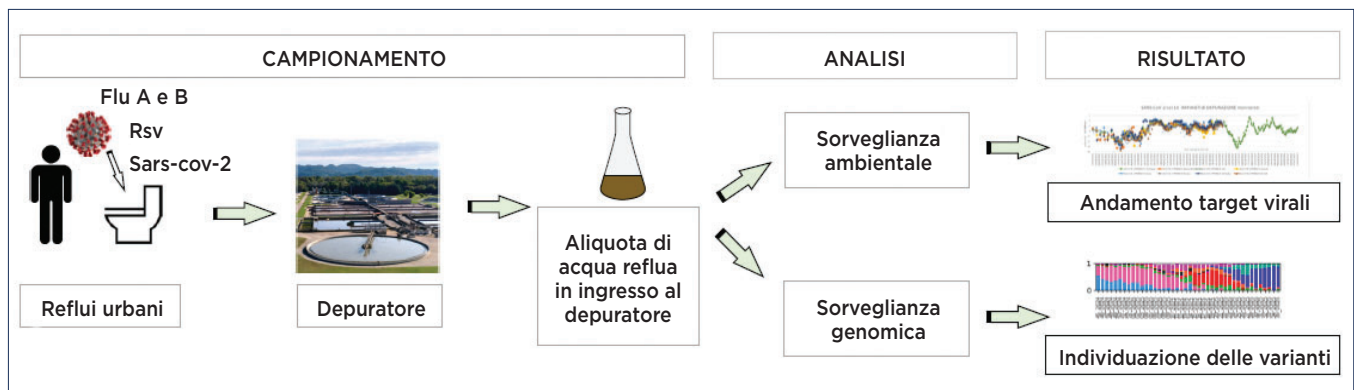 CAMPIONAMENTO
ANALISI
RISULTATO
Flu A e B
Rsv
Sars-cov-2
Reflui urbani
Depuratore
Aliquota di
acqua reflua
in ingresso al
depuratore
Sorveglianza
ambientale
Sorveglianza
genomica
Andamento target virali
1
0
Individuazione delle varianti